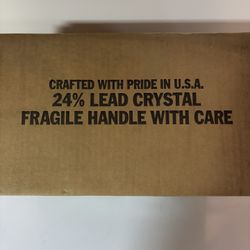 CRAFTED WITH PRIDE IN U.S.A.
24% LEAD CRYSTAL
FRAGILE HANDLE WITH CARE